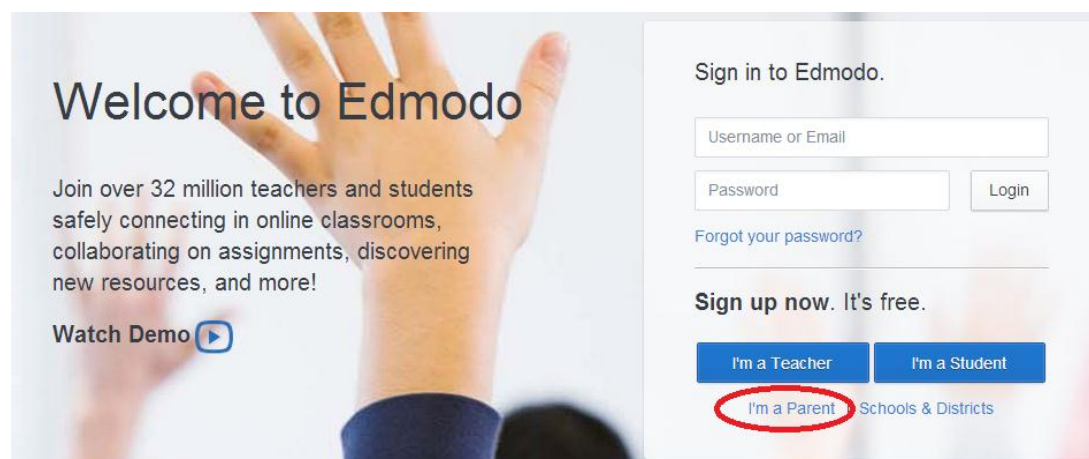 Welcome to Edmodo
Join over 32 million teachers and students
safely connecting in online classrooms,
collaborating on assignments, discovering
new resources, and more!
Watch Demo
Sign in to Edmodo.
Username or Email
Password
Login
Forgot your password?
Sign up now. It's free.
I'm a Teacher
I'm a Student
I'm a Parent
Schools & Districts